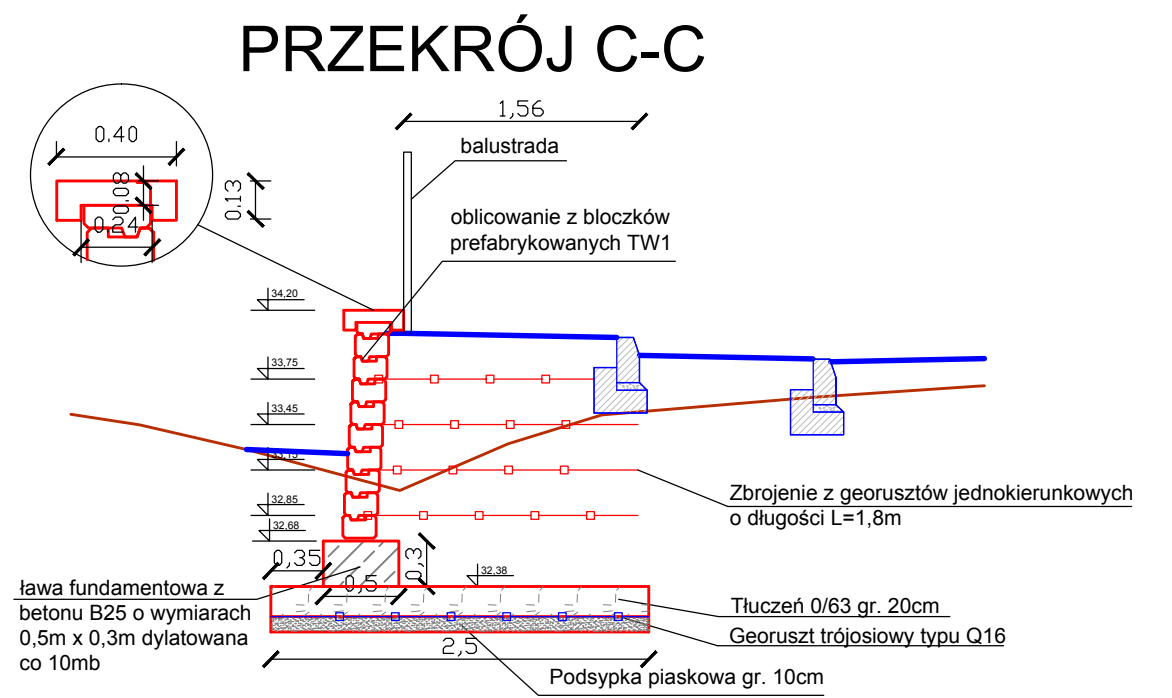 PRZEKRÓJ C-C
1,56
0.40
balustrada
0.08
0.13
oblicowanie z bloczków
prefabrykowanych TW1
0.24
34,20
33,75
33,45
33,15
32,85
Zbrojenie z georusztów jednokierunkowych
o długości L=1,8m
32,68
0,35
0,3
32,38
0,5
ława fundamentowa z
betonu B25 o wymiarach
0,5m x 0,3m dylatowana
co 10mb
Tłuczeń 0/63 gr. 20cm
Georuszt trójosiowy typu Q16
2,5
Podsypka piaskowa gr. 10cm